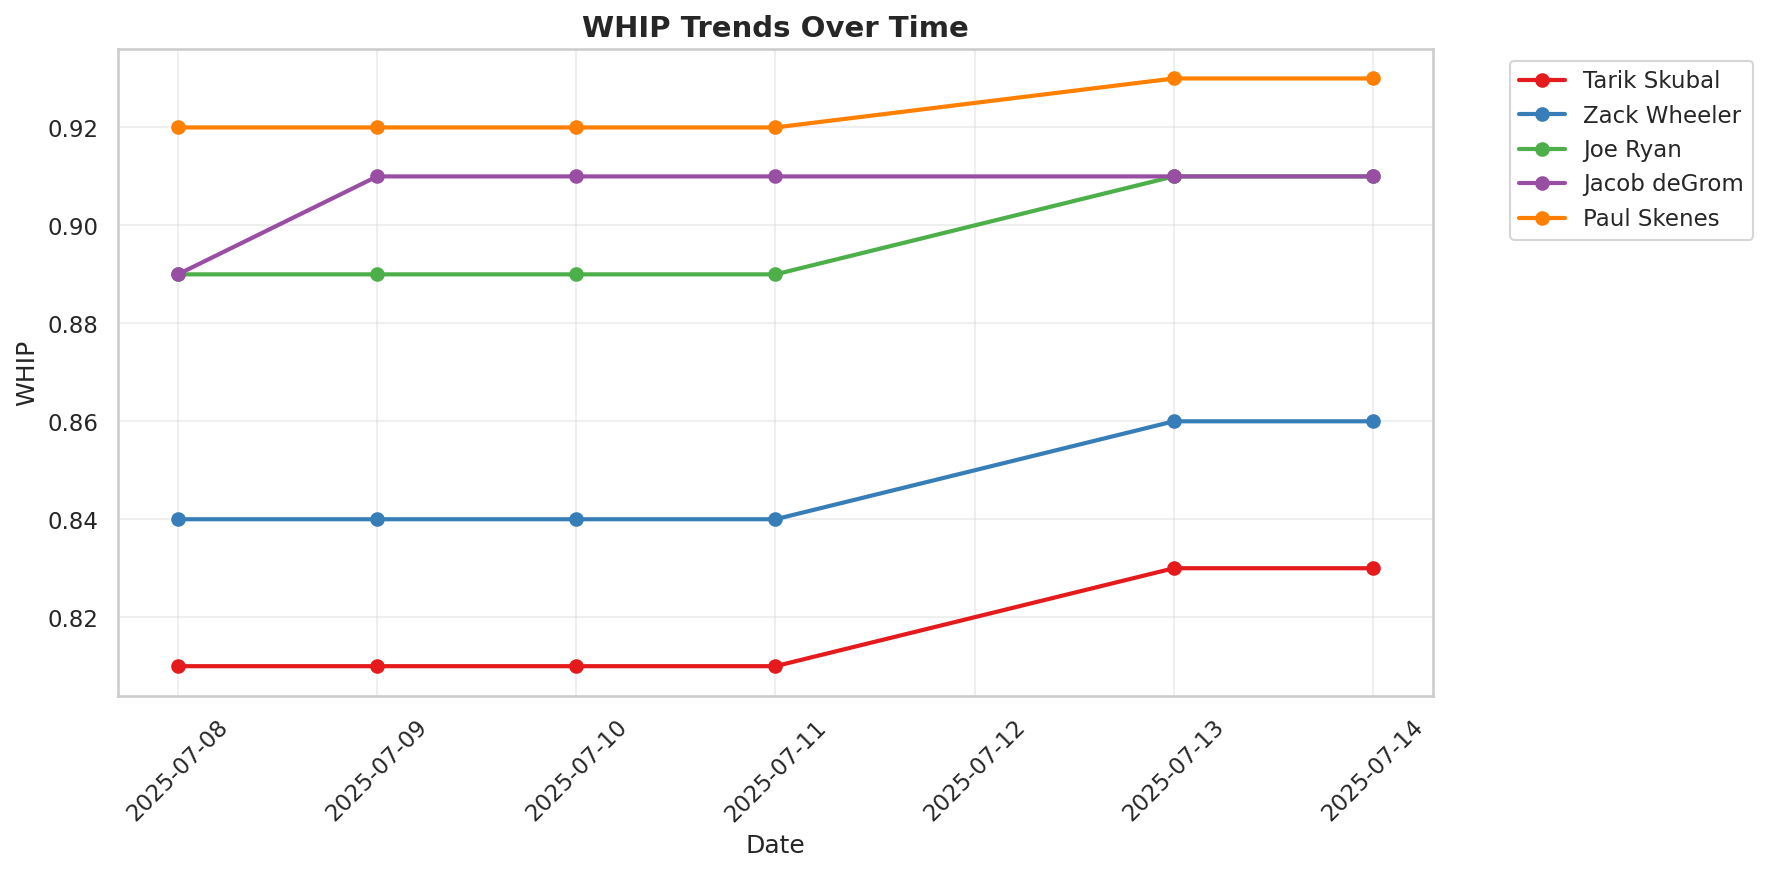 WHIP Trends Over Time
Tarik Skubal
Zack Wheeler
Joe Ryan
Jacob deGrom
Paul Skenes
WHIP
0.92
0.90
0.88
0.86
0.84
0.82
2025-07-08
2025-07-09
2025-07-10
2025-07-11
2025-07-12
2025-07-13
2025-07-14
Date